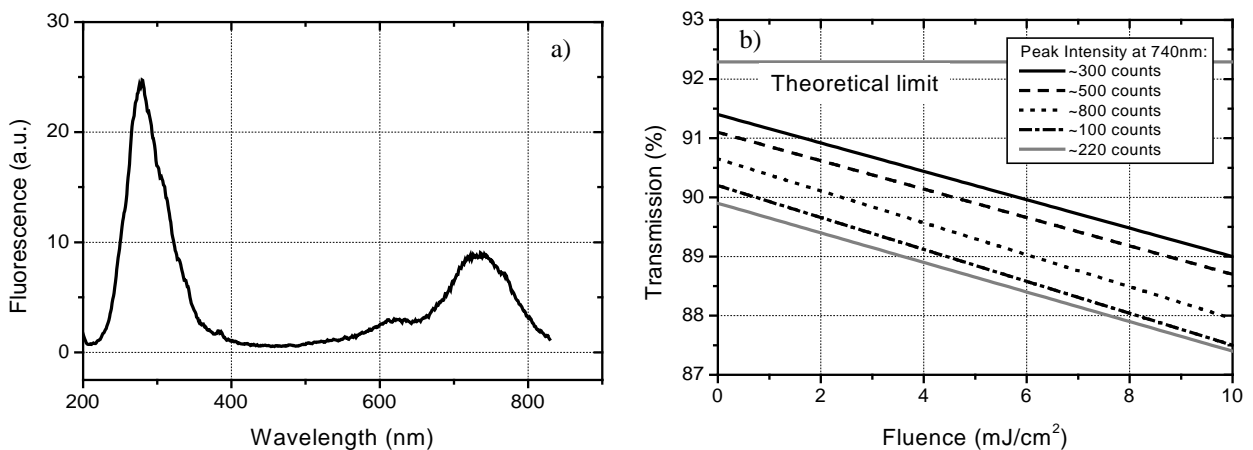 a)
30
20
10
0
200
400
600
800
Fluorescence (a.u.)
Wavelength (nm)
b)
92
91
90
89
88
87
0
2
4
6
8
10
Transmission (%)
Fluence (mJ/cm²)
Theoretical limit
Peak Intensity at 740nm:
~300 counts
~500 counts
~800 counts
~100 counts
~220 counts